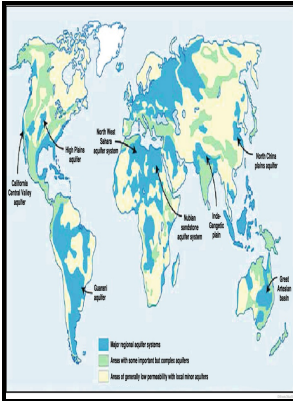 North West
Sahara
aquifer system
High Plains
aquifer
California
Central Valley
aquifer
North China
plains aquifer
Nubian
sandstone
aquifer system
Indo-
Gangetic
plain
Guarani
aquifer
Great
Artesian
basin
Major regional aquifer systems
Areas with some important but complex aquifers
Areas of generally low permeability with local minor aquifers